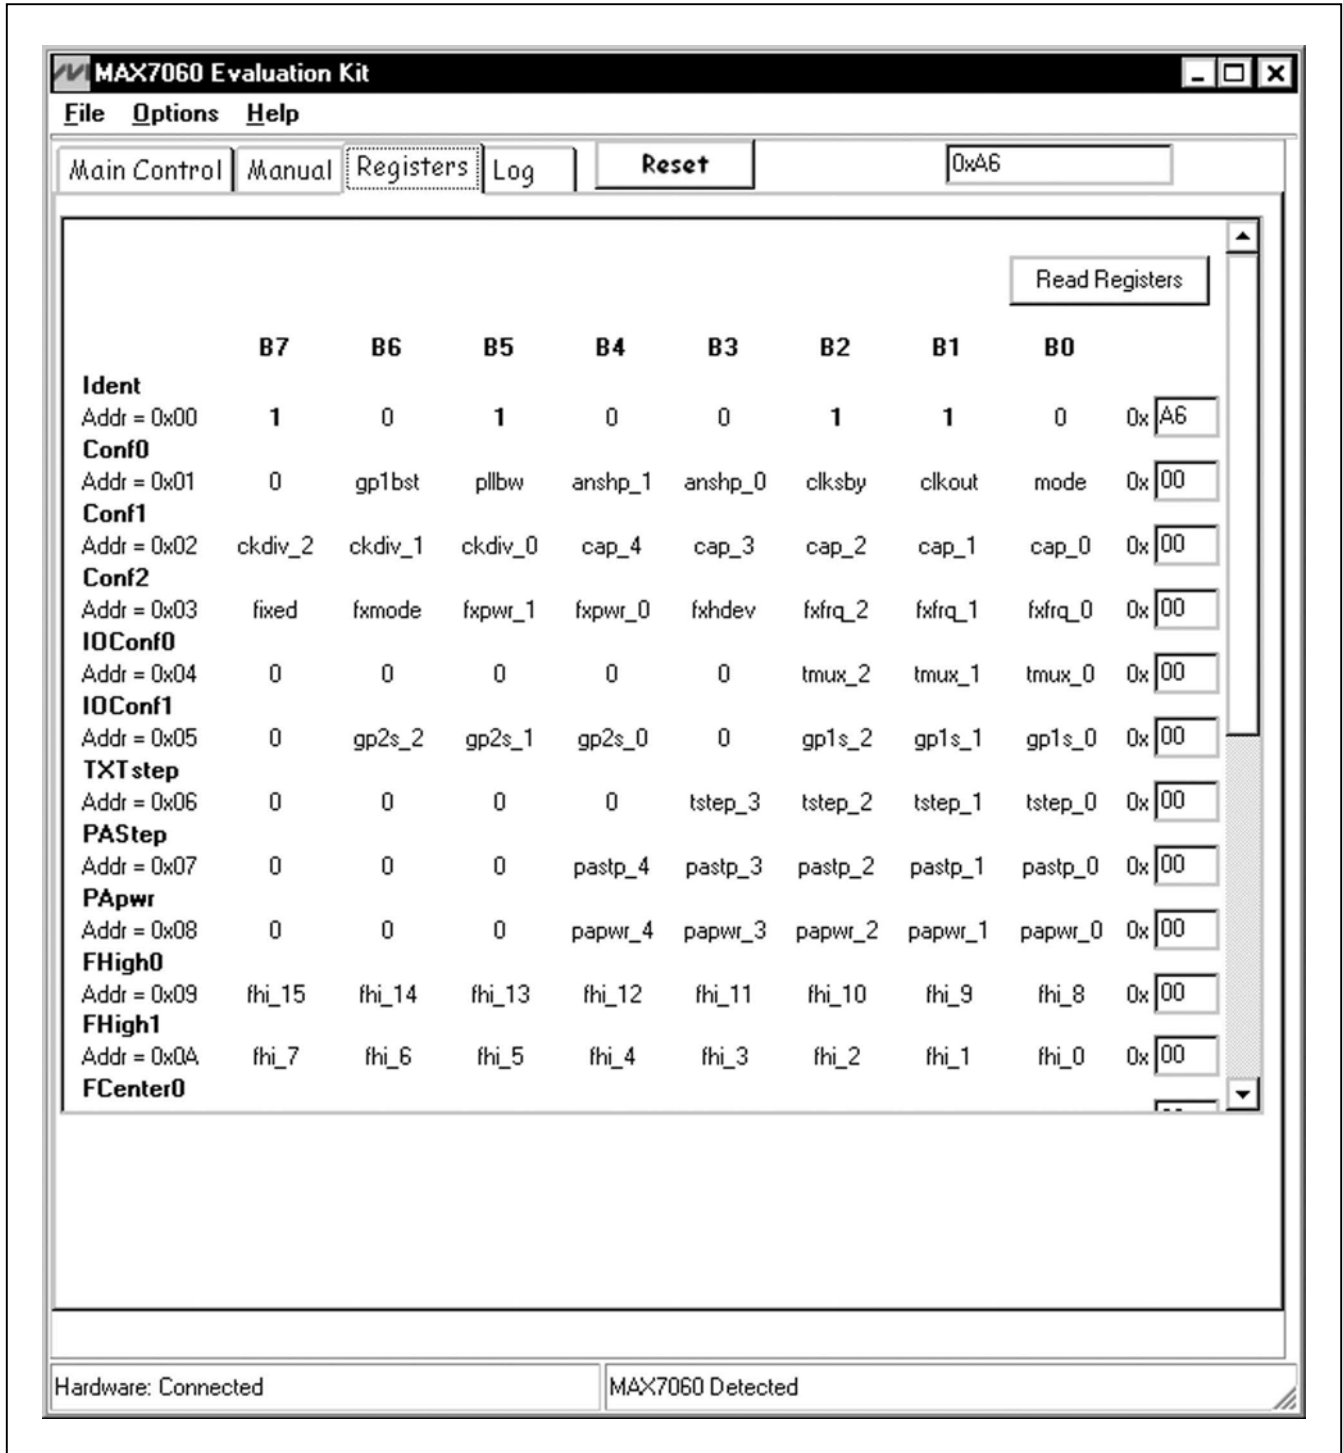 MAX7060 Evaluation Kit
File Options Help
Main Control Manual Registers Log Reset 0xA6
Read Registers
B7 B6 B5 B4 B3 B2 B1 B0
Ident
Addr = 0x00 1 0 1 0 0 1 1 0 0x A6
Conf0
Addr = 0x01 0 gp1bst pllbw anshp_1 anshp_0 clksby clkout mode 0x 00
Conf1
Addr = 0x02 ckdiv_2 ckdiv_1 ckdiv_0 cap_4 cap_3 cap_2 cap_1 cap_0 0x 00
Conf2
Addr = 0x03 fixed fxmode fxpwr_1 fxpwr_0 fxhdev fxfrq_2 fxfrq_1 fxfrq_0 0x 00
IOConf0
Addr = 0x04 0 0 0 0 0 tmux_2 tmux_1 tmux_0 0x 00
IOConf1
Addr = 0x05 0 gp2s_2 gp2s_1 gp2s_0 0 gp1s_2 gp1s_1 gp1s_0 0x 00
TXTstep
Addr = 0x06 0 0 0 0 tstep_3 tstep_2 tstep_1 tstep_0 0x 00
PAStep
Addr = 0x07 0 0 0 pastp_4 pastp_3 pastp_2 pastp_1 pastp_0 0x 00
PApwr
Addr = 0x08 0 0 0 papwr_4 papwr_3 papwr_2 papwr_1 papwr_0 0x 00
FHigh0
Addr = 0x09 fhi_15 fhi_14 fhi_13 fhi_12 fhi_11 fhi_10 fhi_9 fhi_8 0x 00
FHigh1
Addr = 0x0A fhi_7 fhi_6 fhi_5 fhi_4 fhi_3 fhi_2 fhi_1 fhi_0 0x 00
FCenter0
Hardware: Connected MAX7060 Detected